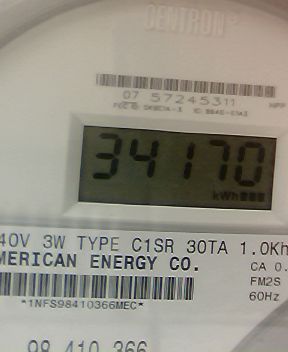 CENTRON®
07 57245311
34170
kWh
40V 3W TYPE C1SR 30TA 1.0Kh
MERICAN ENERGY CO.
CA 0.
FM2S
*1NFS98410366MEC*
60Hz
98 410 366